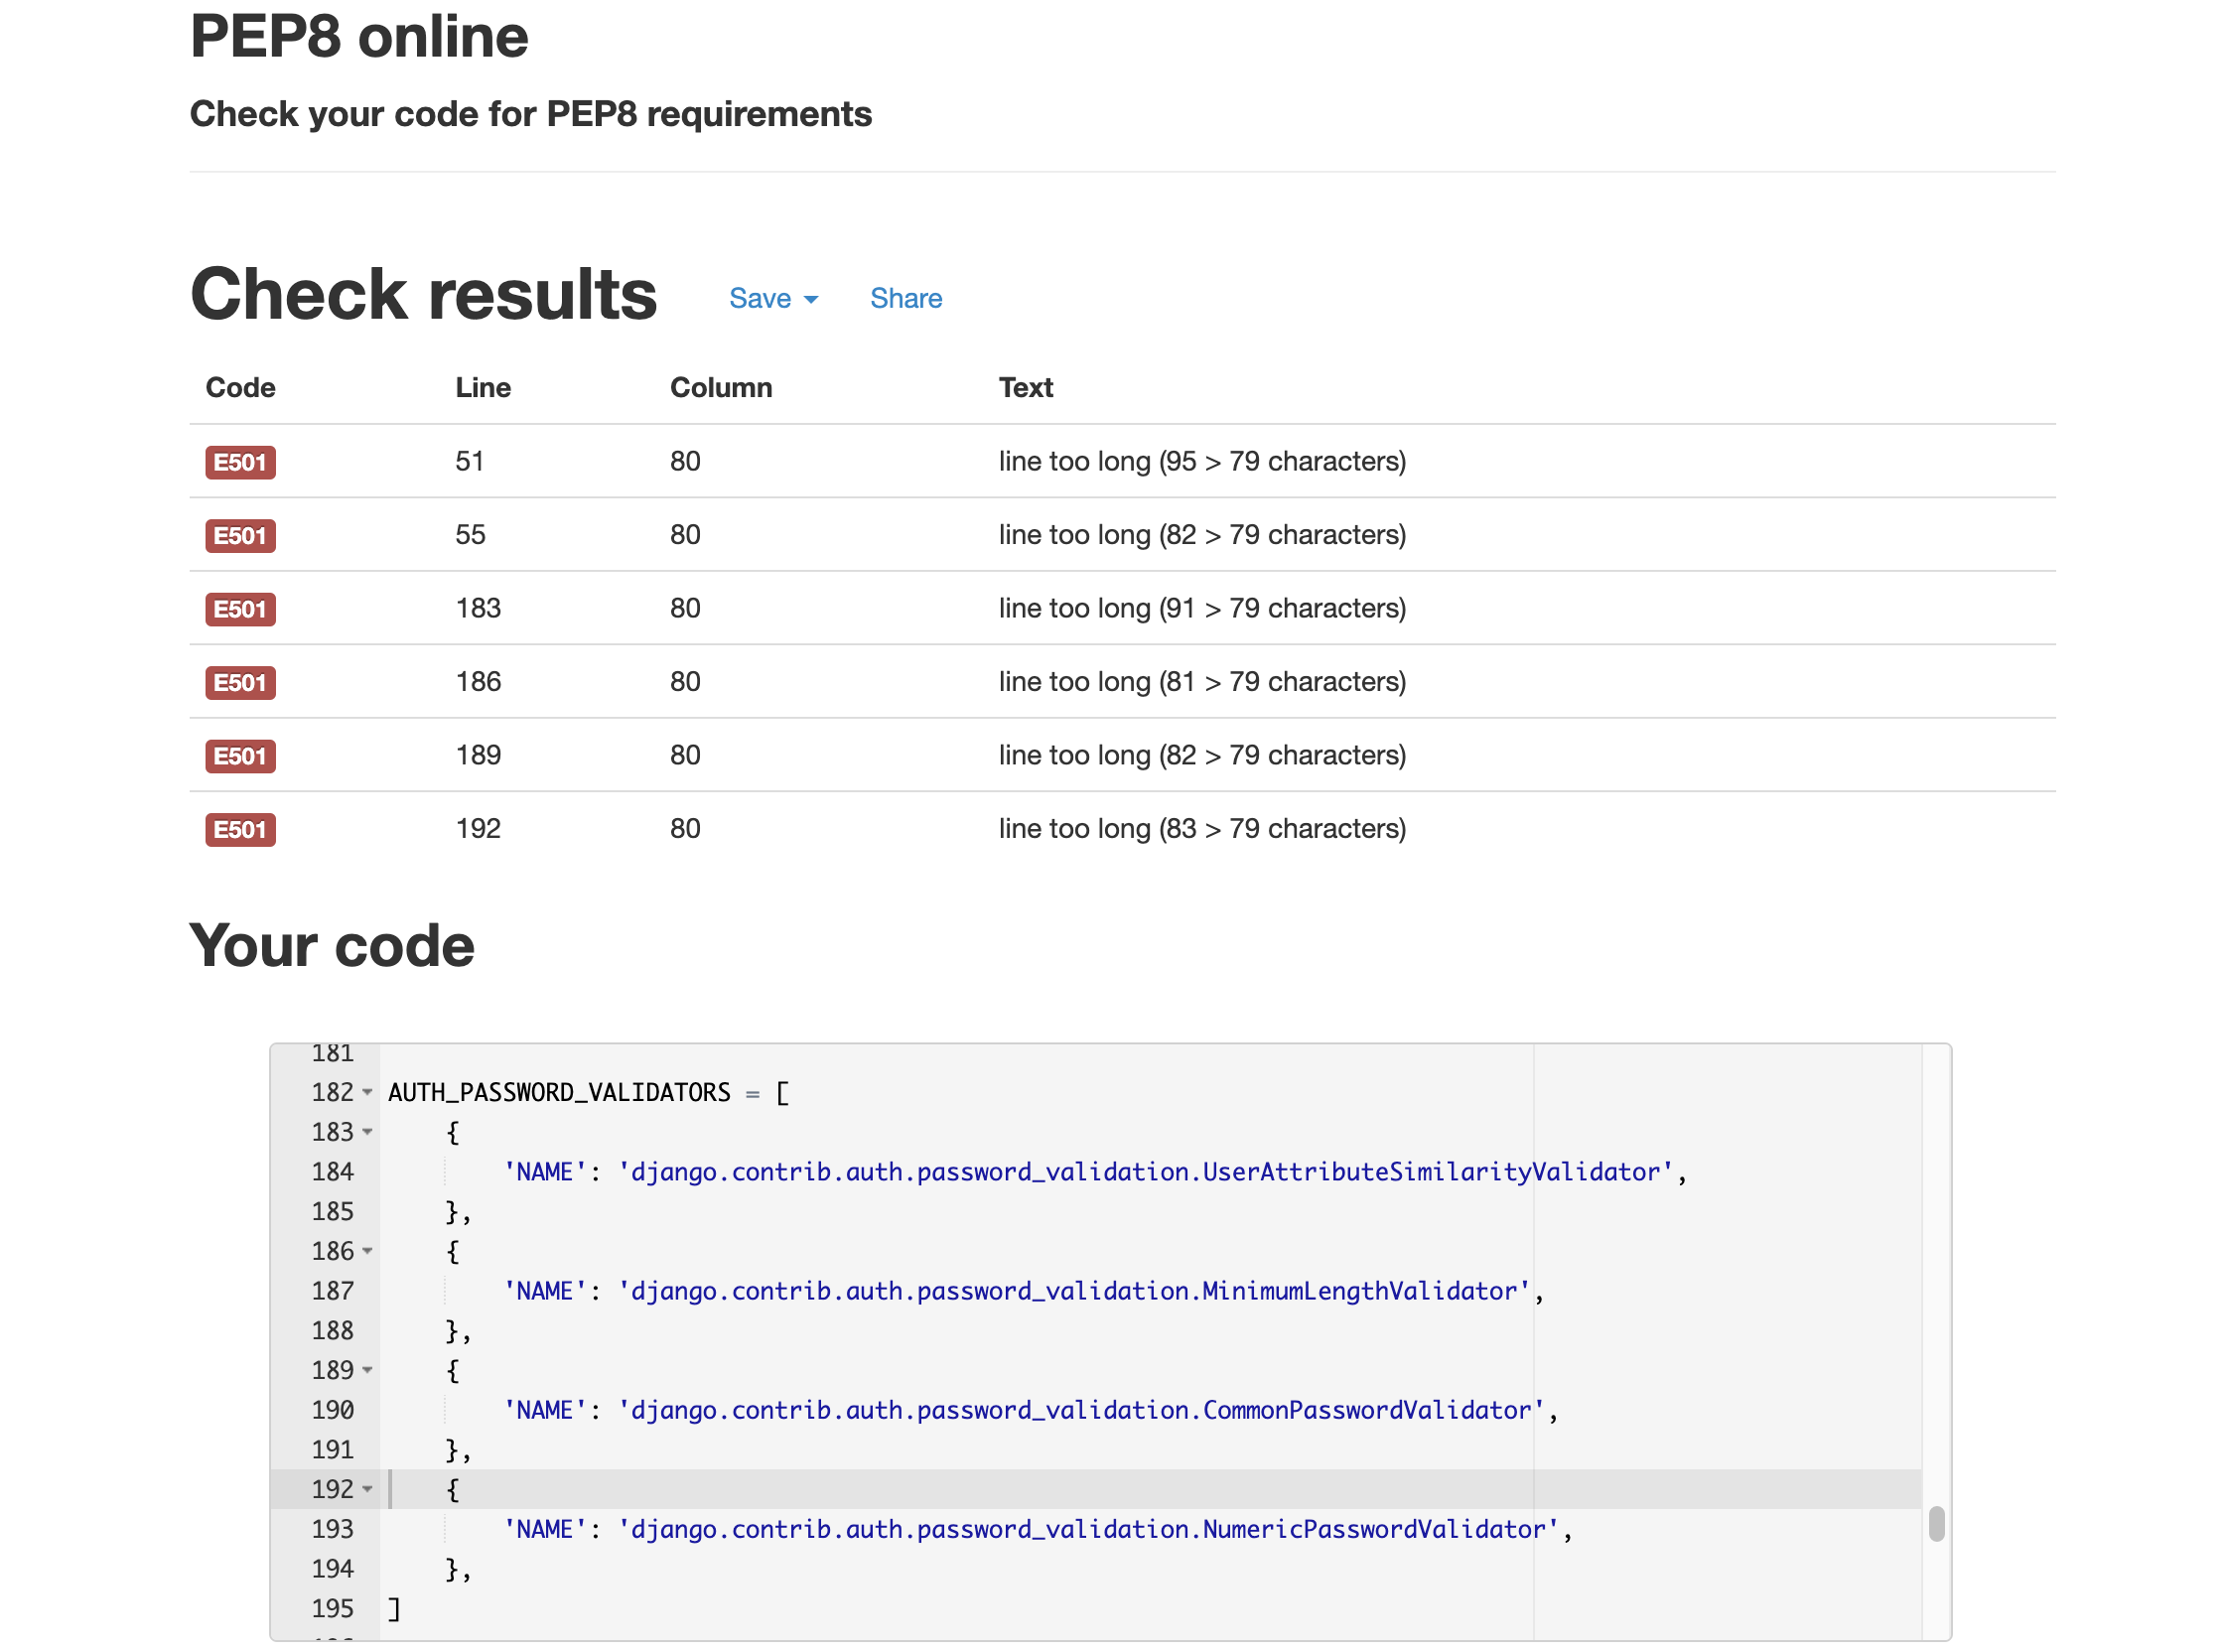 PEP8 online
Check your code for PEP8 requirements
Check results Save Share
Code Line Column Text
E501 51 80 line too long (95 > 79 characters)
E501 55 80 line too long (82 > 79 characters)
E501 183 80 line too long (91 > 79 characters)
E501 186 80 line too long (81 > 79 characters)
E501 189 80 line too long (82 > 79 characters)
E501 192 80 line too long (83 > 79 characters)
Your code
181
182 AUTH_PASSWORD_VALIDATORS = [
183 {
184 'NAME': 'django.contrib.auth.password_validation.UserAttributeSimilarityValidator',
185 },
186 {
187 'NAME': 'django.contrib.auth.password_validation.MinimumLengthValidator',
188 },
189 {
190 'NAME': 'django.contrib.auth.password_validation.CommonPasswordValidator',
191 },
192 {
193 'NAME': 'django.contrib.auth.password_validation.NumericPasswordValidator',
194 },
195 ]